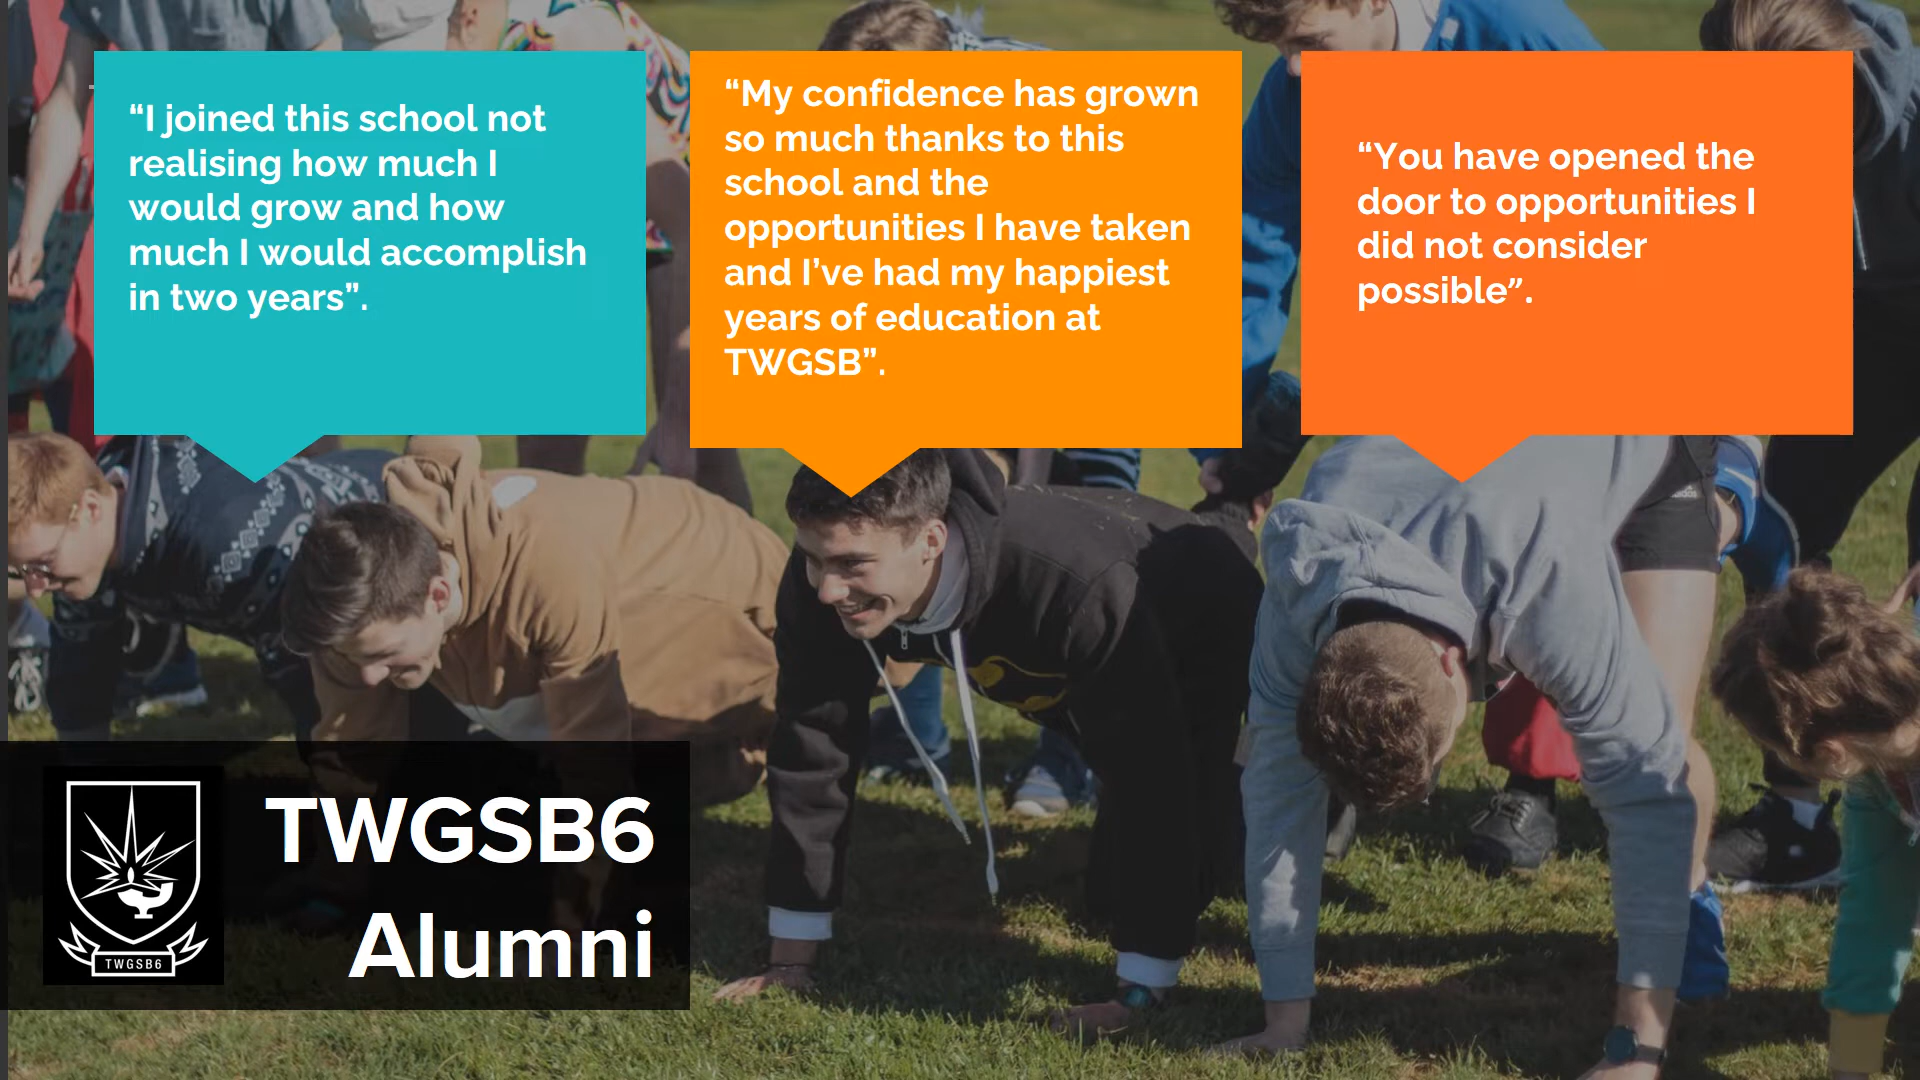 “I joined this school not
realising how much I
would grow and how
much I would accomplish
in two years”.
“My confidence has grown
so much thanks to this
school and the
opportunities I have taken
and I’ve had my happiest
years of education at
TWGSB”.
“You have opened the
door to opportunities I
did not consider
possible”.
adidas
TWGSB6
Alumni
TWGSB6